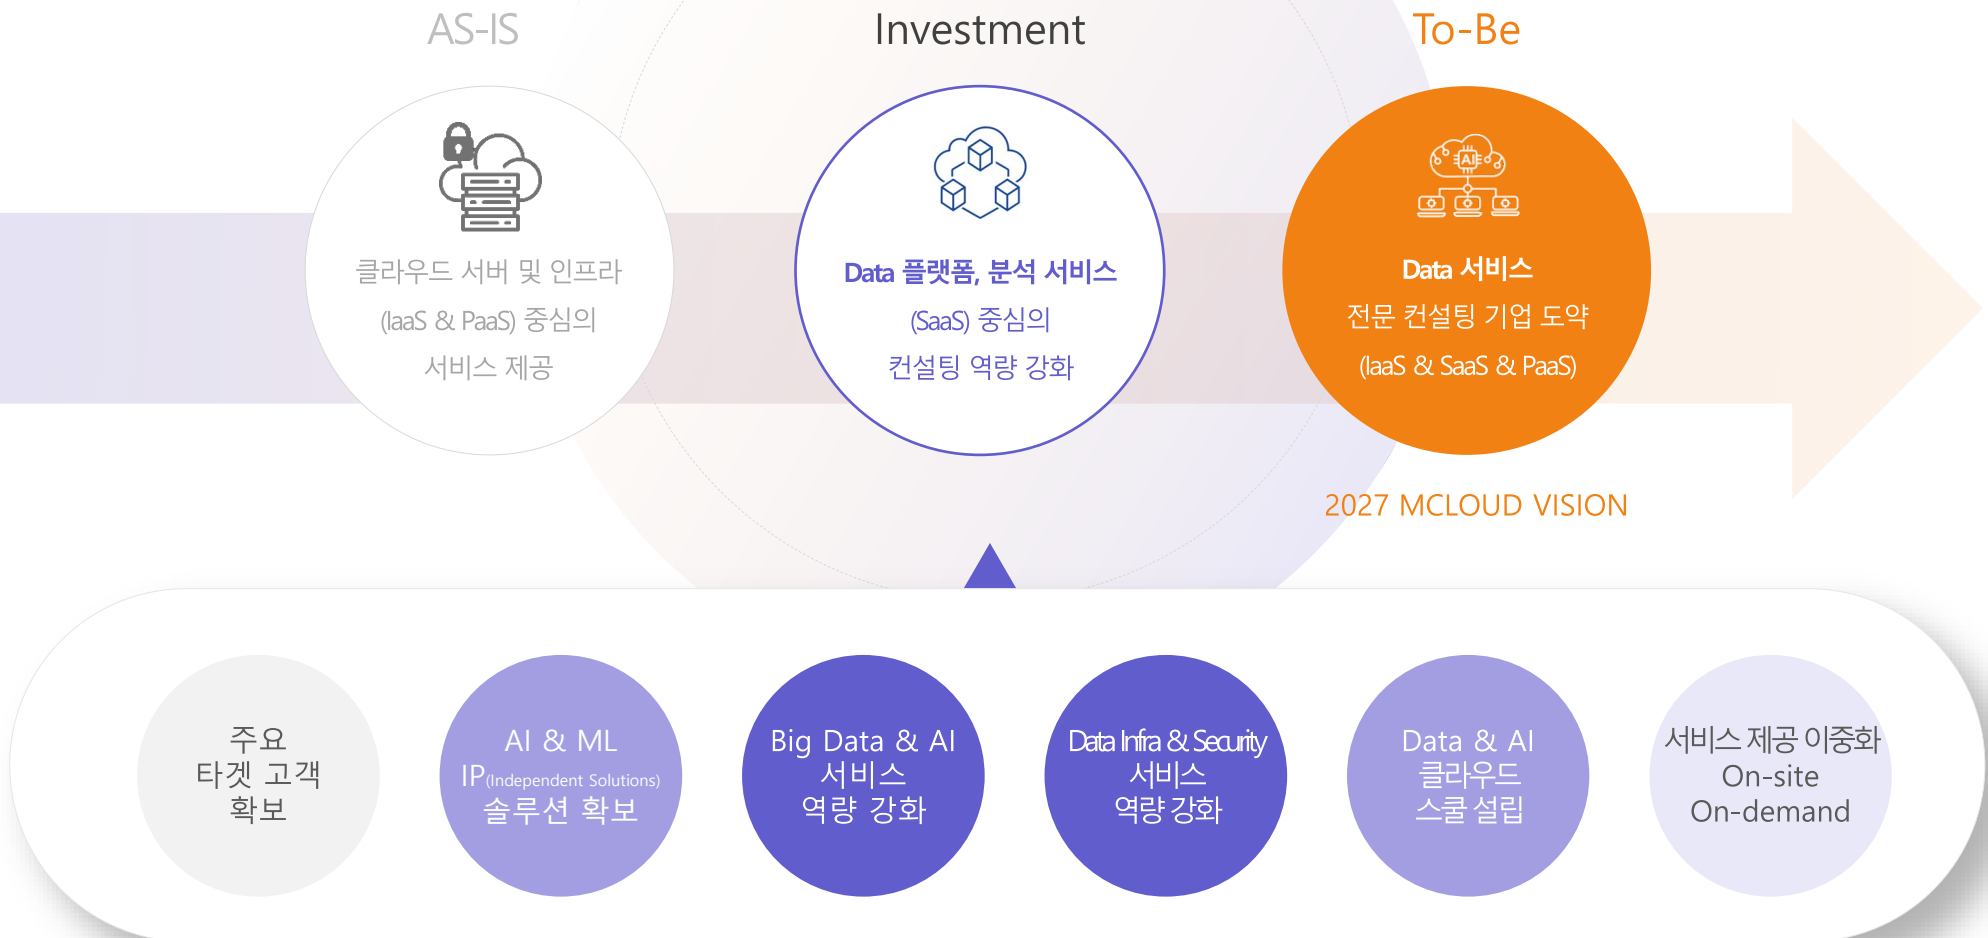 AS-IS
Investment
To-Be
클라우드 서버 및 인프라
(IaaS & PaaS) 중심의
서비스 제공
Data 플랫폼, 분석 서비스
(SaaS) 중심의
컨설팅 역량 강화
AI
Data 서비스
전문 컨설팅 기업 도약
(IaaS & SaaS & PaaS)
2027 MCLOUD VISION
주요
타겟 고객
확보
AI & ML
IP(Independent Solutions)
솔루션 확보
Big Data & AI
서비스
역량 강화
Data Infra & Security
서비스
역량 강화
Data & AI
클라우드
스쿨 설립
서비스 제공 이중화
On-site
On-demand